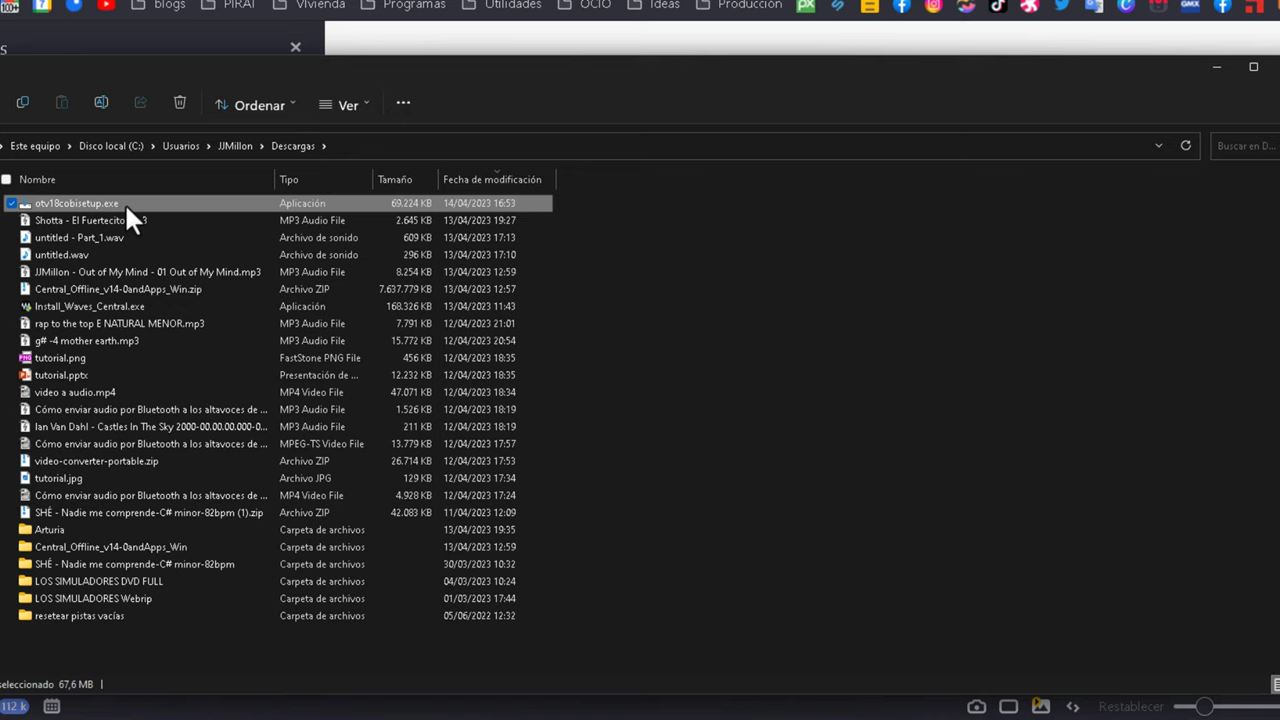 blogs PIRAI Vivienda Programas Utilidades OCIO Ideas Producción
Ordenar Ver
Este equipo > Disco local (C:) > Usuarios > JJMillon > Descargas >
Buscar en D...
Nombre Tipo Tamaño Fecha de modificación
otv18cobisetup.exe Aplicación 69.224 KB 14/04/2023 16:53
Shotta - El Fuertecito 3 MP3 Audio File 2.645 KB 13/04/2023 19:27
untitled - Part_1.wav Archivo de sonido 609 KB 13/04/2023 17:13
untitled.wav Archivo de sonido 296 KB 13/04/2023 17:10
JJMillon - Out of My Mind - 01 Out of My Mind.mp3 MP3 Audio File 8.254 KB 13/04/2023 12:59
Central_Offline_v14-0andApps_Win.zip Archivo ZIP 7.637.779 KB 13/04/2023 12:57
Install_Waves_Central.exe Aplicación 168.326 KB 13/04/2023 11:43
rap to the top E NATURAL MENOR.mp3 MP3 Audio File 7.791 KB 12/04/2023 21:01
g# -4 mother earth.mp3 MP3 Audio File 15.772 KB 12/04/2023 20:54
tutorial.png FastStone PNG File 456 KB 12/04/2023 18:35
tutorial.pptx Presentación de ... 12.232 KB 12/04/2023 18:35
video a audio.mp4 MP4 Video File 47.071 KB 12/04/2023 18:34
Cómo enviar audio por Bluetooth a los altavoces de ... MP3 Audio File 1.526 KB 12/04/2023 18:19
Ian Van Dahl - Castles In The Sky 2000-00.00.00.000-0... MP3 Audio File 211 KB 12/04/2023 18:19
Cómo enviar audio por Bluetooth a los altavoces de ... MPEG-TS Video File 13.779 KB 12/04/2023 17:57
video-converter-portable.zip Archivo ZIP 26.714 KB 12/04/2023 17:53
tutorial.jpg Archivo JPG 129 KB 12/04/2023 17:34
Cómo enviar audio por Bluetooth a los altavoces de ... MP4 Video File 4.928 KB 12/04/2023 17:24
SHÉ - Nadie me comprende-C# minor-82bpm (1).zip Archivo ZIP 42.083 KB 11/04/2023 12:09
Arturia Carpeta de archivos 13/04/2023 19:35
Central_Offline_v14-0andApps_Win Carpeta de archivos 13/04/2023 12:59
SHÉ - Nadie me comprende-C# minor-82bpm Carpeta de archivos 30/03/2023 10:32
LOS SIMULADORES DVD FULL Carpeta de archivos 04/03/2023 10:24
LOS SIMULADORES Webrip Carpeta de archivos 01/03/2023 17:44
resetear pistas vacías Carpeta de archivos 05/06/2022 12:32
seleccionado 67,6 MB
112 k
Restablecer